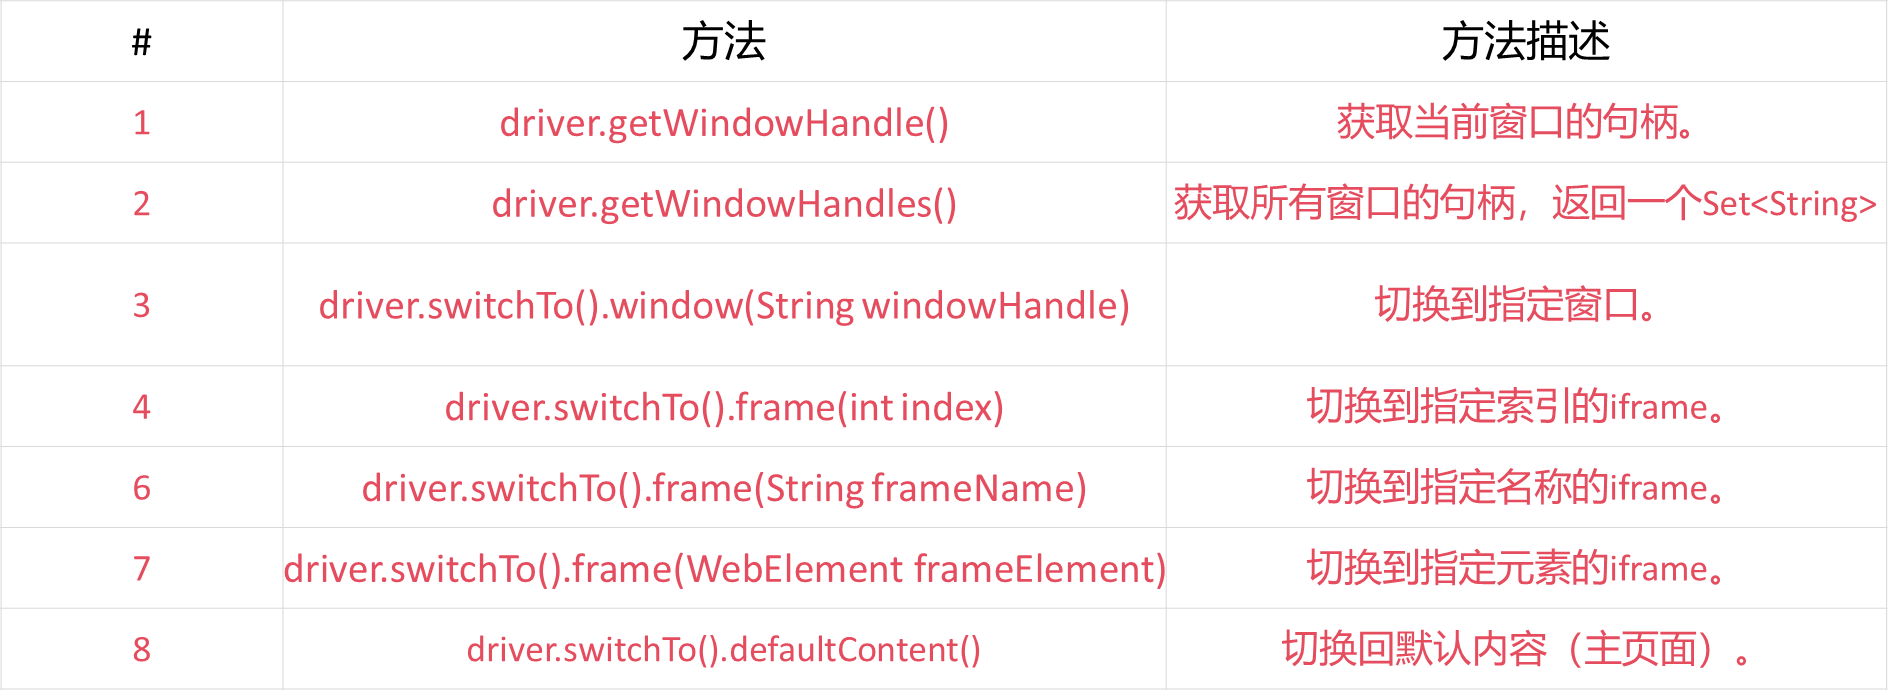 # 方法 方法描述
1 driver.getWindowHandle() 获取当前窗口的句柄。
2 driver.getWindowHandles() 获取所有窗口的句柄，返回一个Set<String>
3 driver.switchTo().window(String windowHandle) 切换到指定窗口。
4 driver.switchTo().frame(int index) 切换到指定索引的iframe。
6 driver.switchTo().frame(String frameName) 切换到指定名称的iframe。
7 driver.switchTo().frame(WebElement frameElement) 切换到指定元素的iframe。
8 driver.switchTo().defaultContent() 切换回默认内容（主页面）。